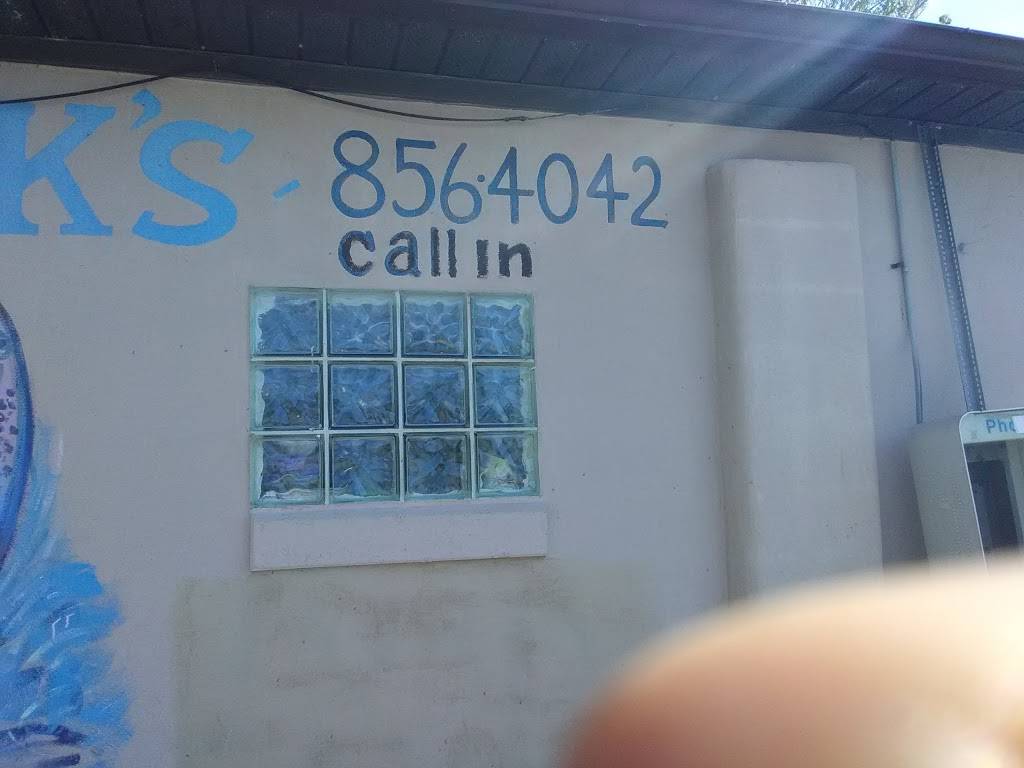 K's - 856-4042
call in
Pho